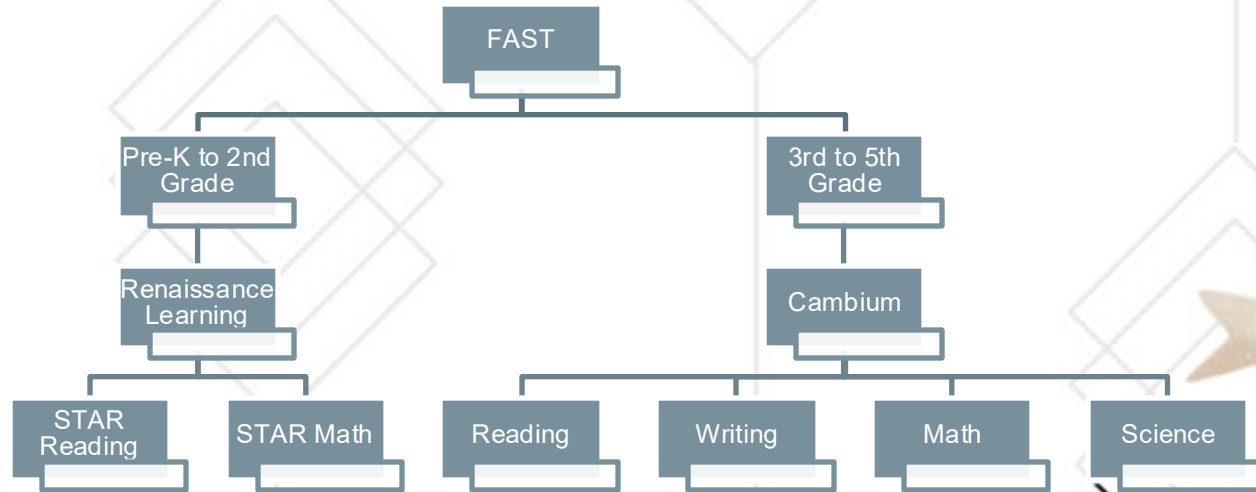 FAST
Pre-K to 2nd
Grade
3rd to 5th
Grade
Renaissance
Learning
Cambium
STAR
Reading
STAR Math
Reading
Writing
Math
Science